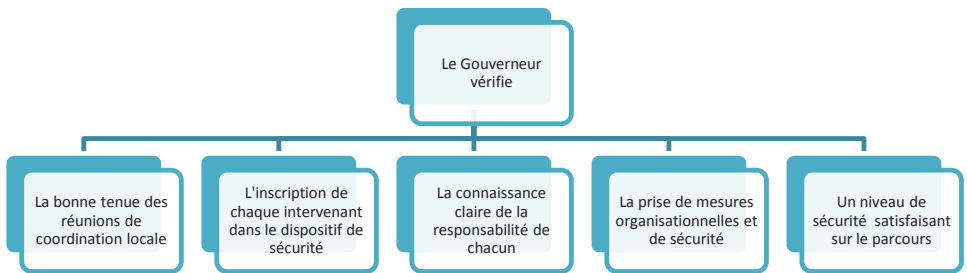 Le Gouverneur
vérifie
La bonne tenue des
réunions de
coordination locale
L'inscription de
chaque intervenant
dans le dispositif de
sécurité
La connaissance
claire de la
responsabilité de
chacun
La prise de mesures
organisationnelles et
de sécurité
Un niveau de
sécurité satisfaisant
sur le parcours